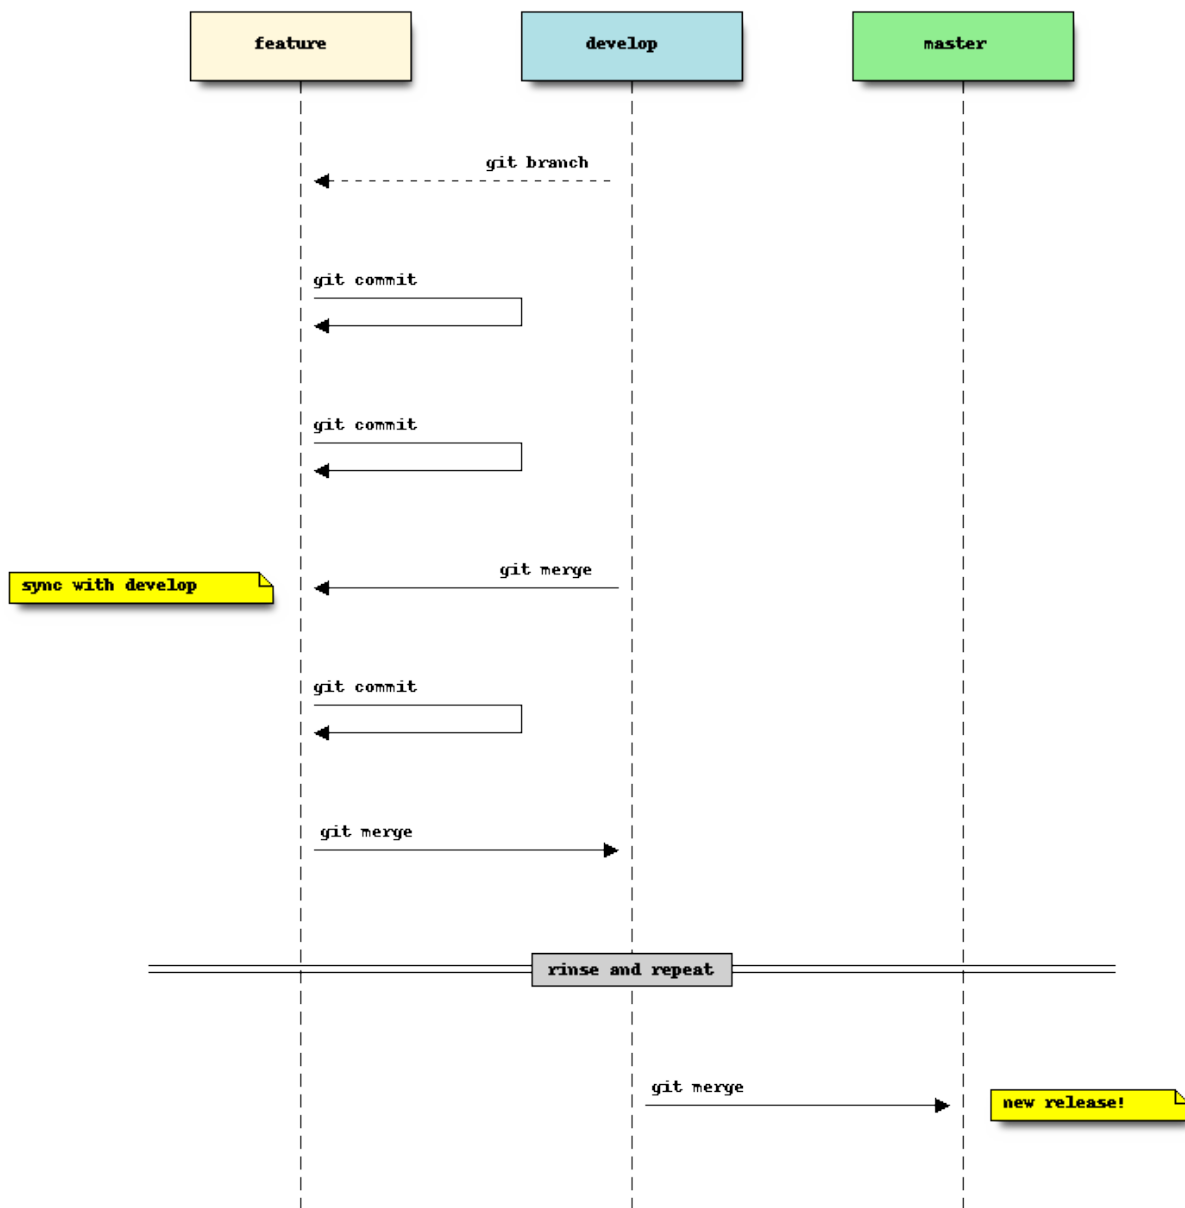 feature
develop
master
git branch
git commit
git commit
sync with develop
git merge
git commit
git merge
rinse and repeat
git merge
new release!